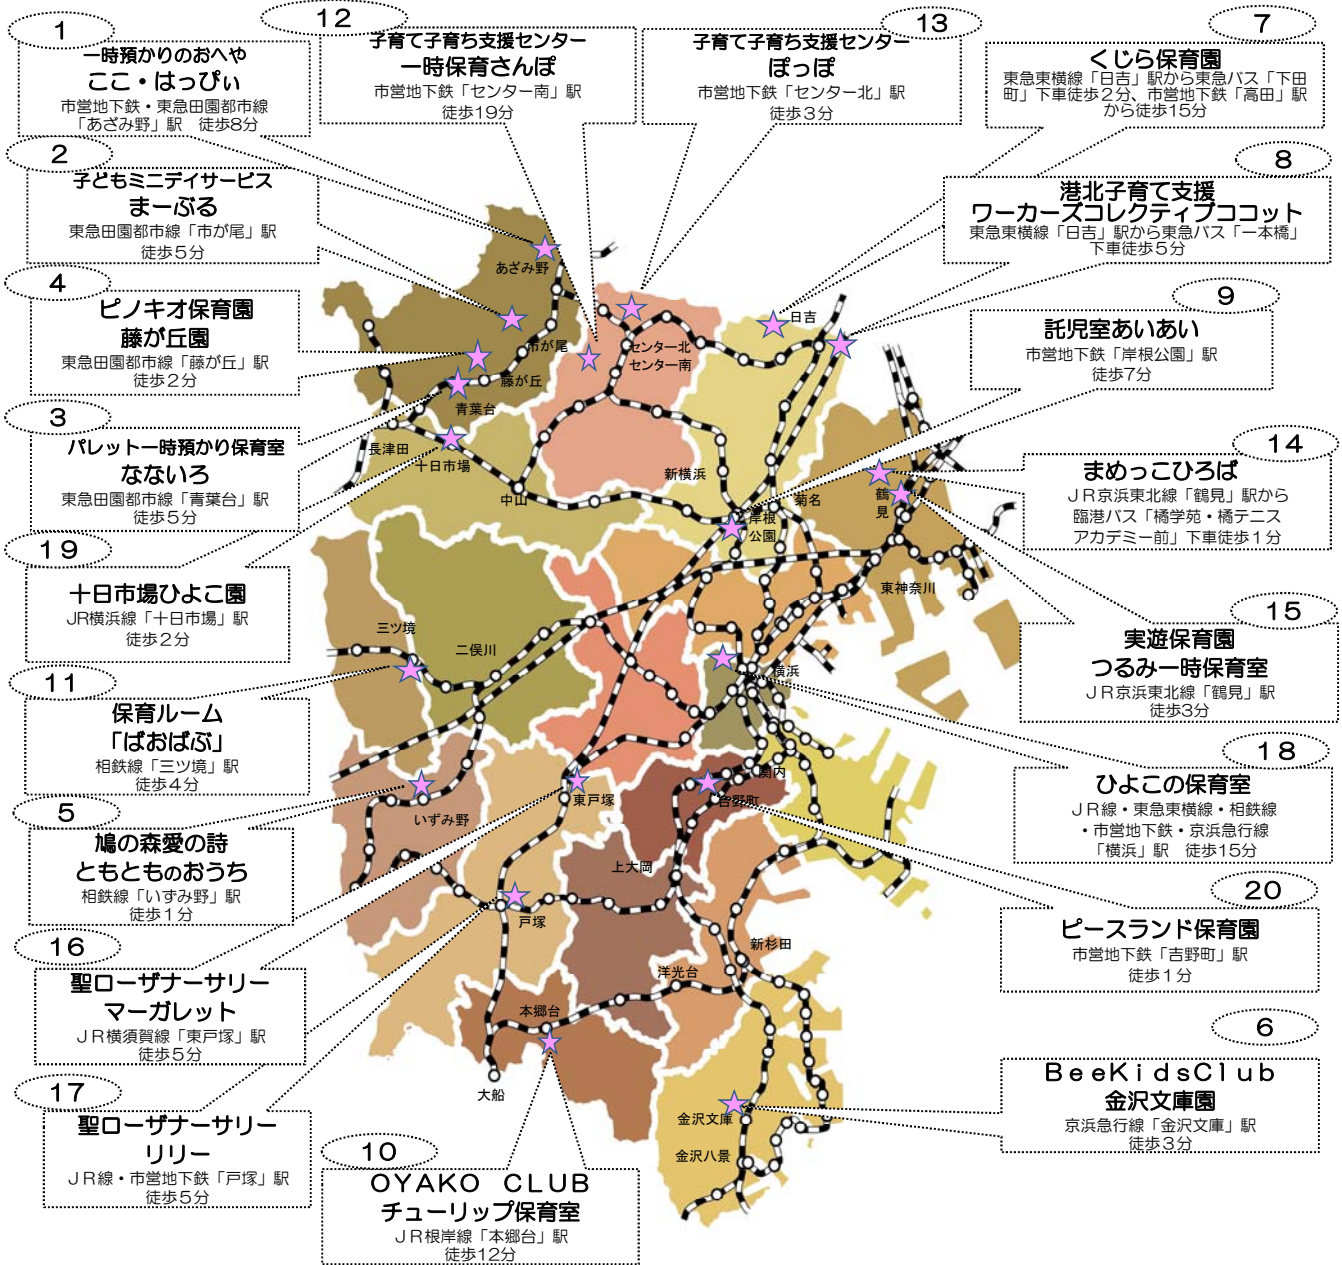 1
一時預かりのおへや
ここ・はっぴぃ
市営地下鉄・東急田園都市線
「あざみ野」駅　徒歩8分
12
子育て子育ち支援センター
一時保育さんぽ
市営地下鉄「センター南」駅
徒歩19分
13
子育て子育ち支援センター
ぽっぽ
市営地下鉄「センター北」駅
徒歩３分
7
くじら保育園
東急東横線「日吉」駅から東急バス「下田
町」下車徒歩２分、市営地下鉄「高田」駅
から徒歩15分
2
子どもミニデイサービス
まーぶる
東急田園都市線「市が尾」駅
徒歩５分
8
港北子育て支援
ワーカーズコレクティブココット
東急東横線「日吉」駅から東急バス「一本橋」
下車徒歩５分
4
ピノキオ保育園
藤が丘園
東急田園都市線「藤が丘」駅
徒歩２分
9
託児室あいあい
市営地下鉄「岸根公園」駅
徒歩７分
3
パレット一時預かり保育室
なないろ
東急田園都市線「青葉台」駅
徒歩５分
14
まめっこひろば
ＪＲ京浜東北線「鶴見」駅から
臨港バス「橘学苑・橘テニス
アカデミー前」下車徒歩１分
19
十日市場ひよこ園
JR横浜線「十日市場」駅
徒歩２分
15
実遊保育園
つるみ一時保育室
ＪＲ京浜東北線「鶴見」駅
徒歩3分
11
保育ルーム
「ばおばぶ」
相鉄線「三ツ境」駅
徒歩４分
18
ひよこの保育室
ＪＲ線・東急東横線・相鉄線
・市営地下鉄・京浜急行線
「横浜」駅　徒歩15分
5
鳩の森愛の詩
ともとものおうち
相鉄線「いずみ野」駅
徒歩１分
20
ピースランド保育園
市営地下鉄「吉野町」駅
徒歩１分
16
聖ローザナーサリー
マーガレット
ＪＲ横須賀線「東戸塚」駅
徒歩５分
6
ＢｅｅＫｉｄｓＣｌｕｂ
金沢文庫園
京浜急行線「金沢文庫」駅
徒歩３分
17
聖ローザナーサリー
リリー
ＪＲ線・市営地下鉄「戸塚」駅
徒歩５分
10
ＯＹＡＫＯ　ＣＬＵＢ
チューリップ保育室
ＪＲ根岸線「本郷台」駅
徒歩12分
あざみ野
市が尾
藤が丘
青葉台
長津田
十日市場
中山
センター北
センター南
日吉
新横浜
菊名
岸根
公園
鶴
見
東神奈川
三ツ境
二俣川
横浜
関内
吉野町
東戸塚
いずみ野
上大岡
戸塚
新杉田
洋光台
本郷台
大船
金沢文庫
金沢八景